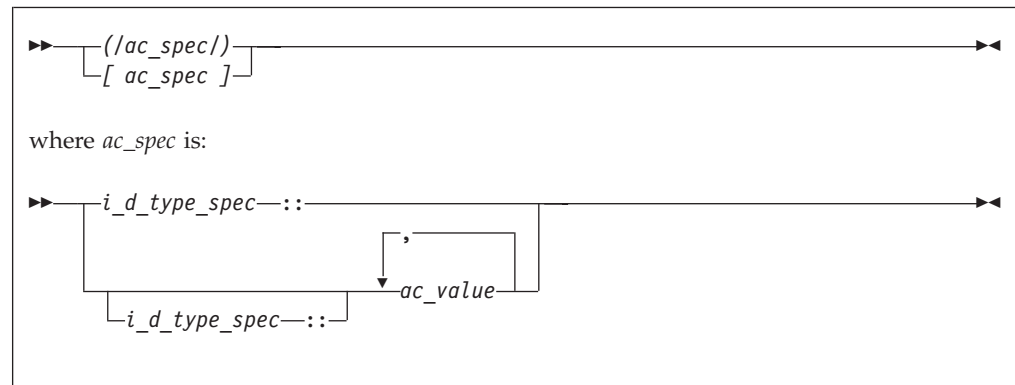 (/ac_spec/)
[ ac_spec ]
where ac_spec is:
i_d_type_spec ::
,
ac_value
i_d_type_spec ::